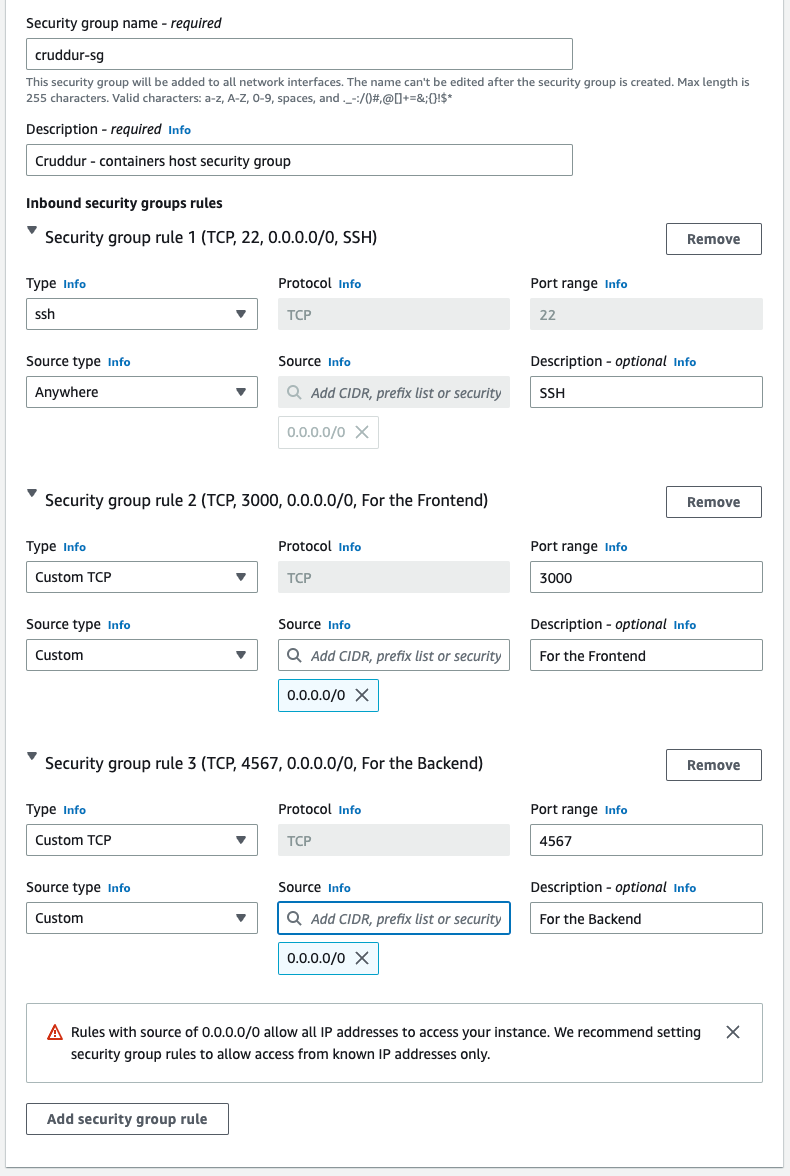 Security group name - required
cruddur-sg
This security group will be added to all network interfaces. The name can't be edited after the security group is created. Max length is
255 characters. Valid characters: a-z, A-Z, 0-9, spaces, and ._-:/()#,@[]+=&;{}!$*
Description - required Info
Cruddur - containers host security group
Inbound security groups rules
Security group rule 1 (TCP, 22, 0.0.0.0/0, SSH)
Remove
Type Info
Protocol Info
Port range Info
ssh
TCP
22
Source type Info
Source Info
Description - optional Info
Anywhere
Add CIDR, prefix list or security
SSH
0.0.0.0/0
Security group rule 2 (TCP, 3000, 0.0.0.0/0, For the Frontend)
Remove
Type Info
Protocol Info
Port range Info
Custom TCP
TCP
3000
Source type Info
Source Info
Description - optional Info
Custom
Add CIDR, prefix list or security
For the Frontend
0.0.0.0/0
Security group rule 3 (TCP, 4567, 0.0.0.0/0, For the Backend)
Remove
Type Info
Protocol Info
Port range Info
Custom TCP
TCP
4567
Source type Info
Source Info
Description - optional Info
Custom
Add CIDR, prefix list or security
For the Backend
0.0.0.0/0
Rules with source of 0.0.0.0/0 allow all IP addresses to access your instance. We recommend setting
security group rules to allow access from known IP addresses only.
Add security group rule